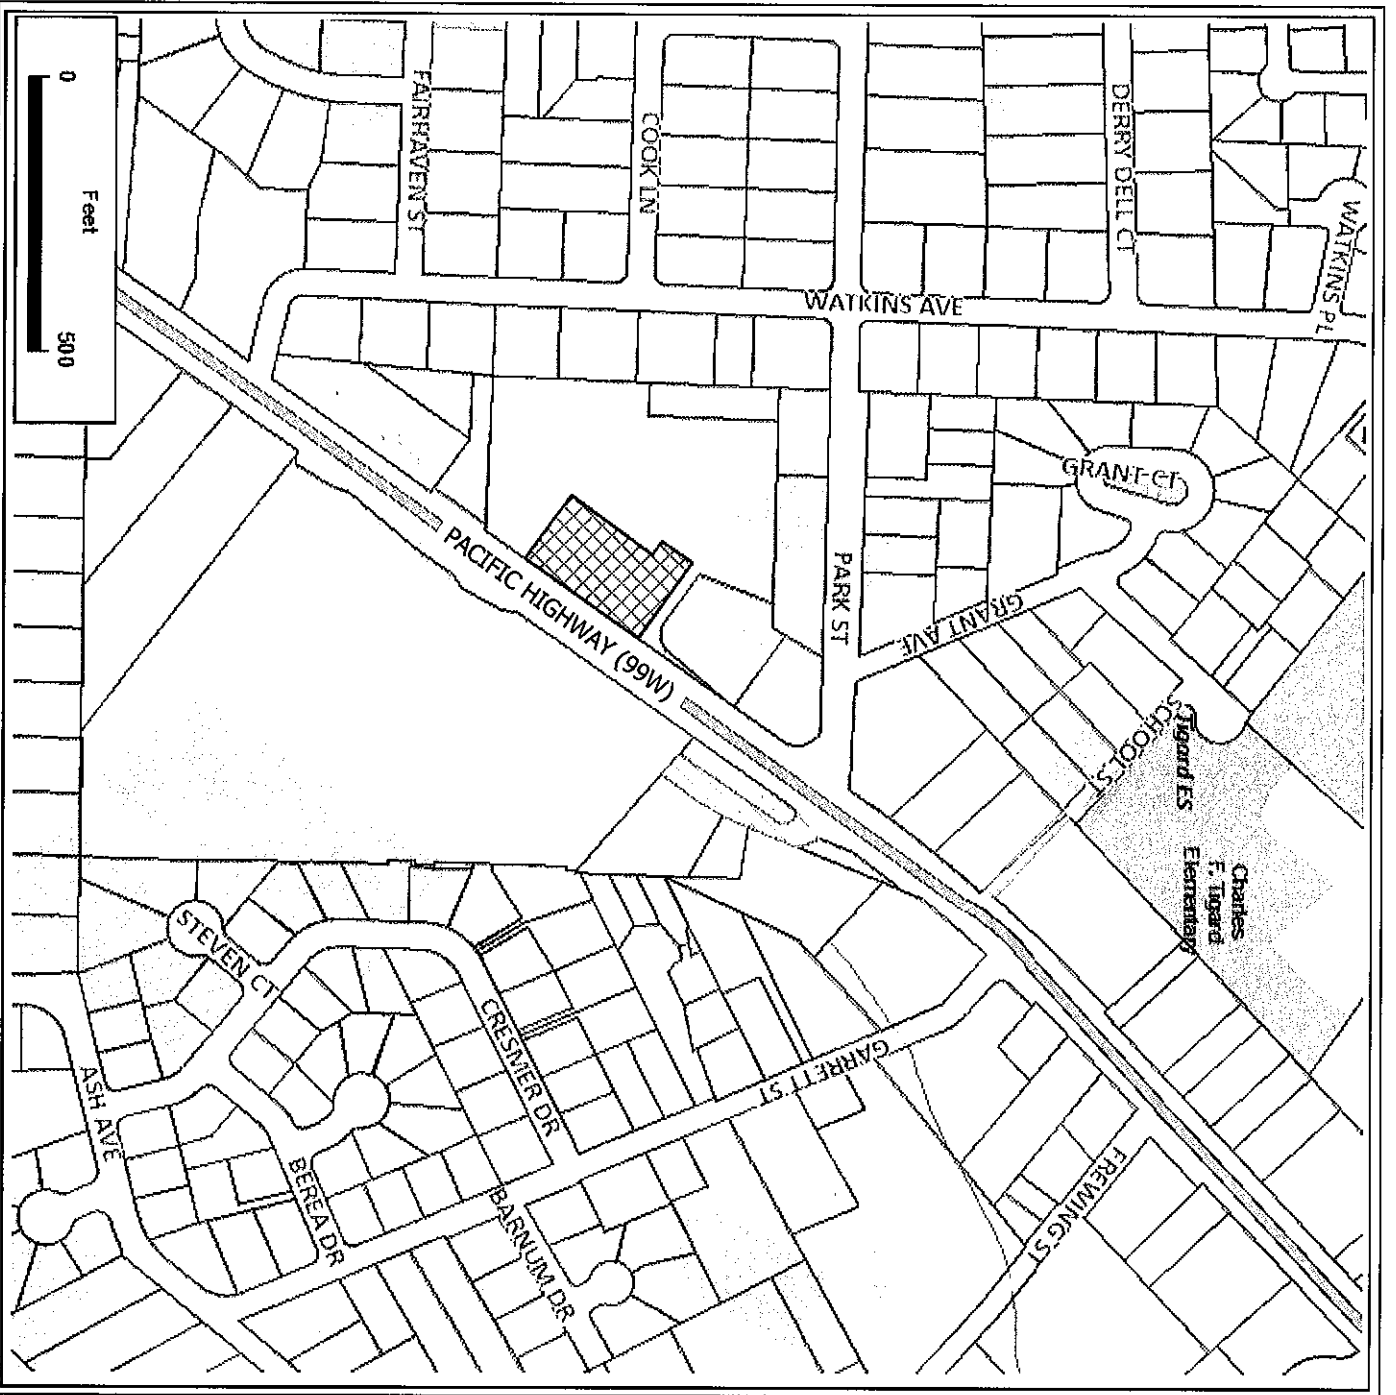 0
500
Feet
FAIRHAVEN ST
COOK LN
DERRY DELL CT
WATKINS PL
WATKINS AVE
GRANT CT
PARK ST
GRANT AVE
PACIFIC HIGHWAY (99W)
SCHOOL ST
Tigard ES
Charles
F. Tigard
Elementary
STEVEN CT
CRESMER DR
GARRETT ST
ASH AVE
BEREA DR
BARNUM DR
FREWING ST